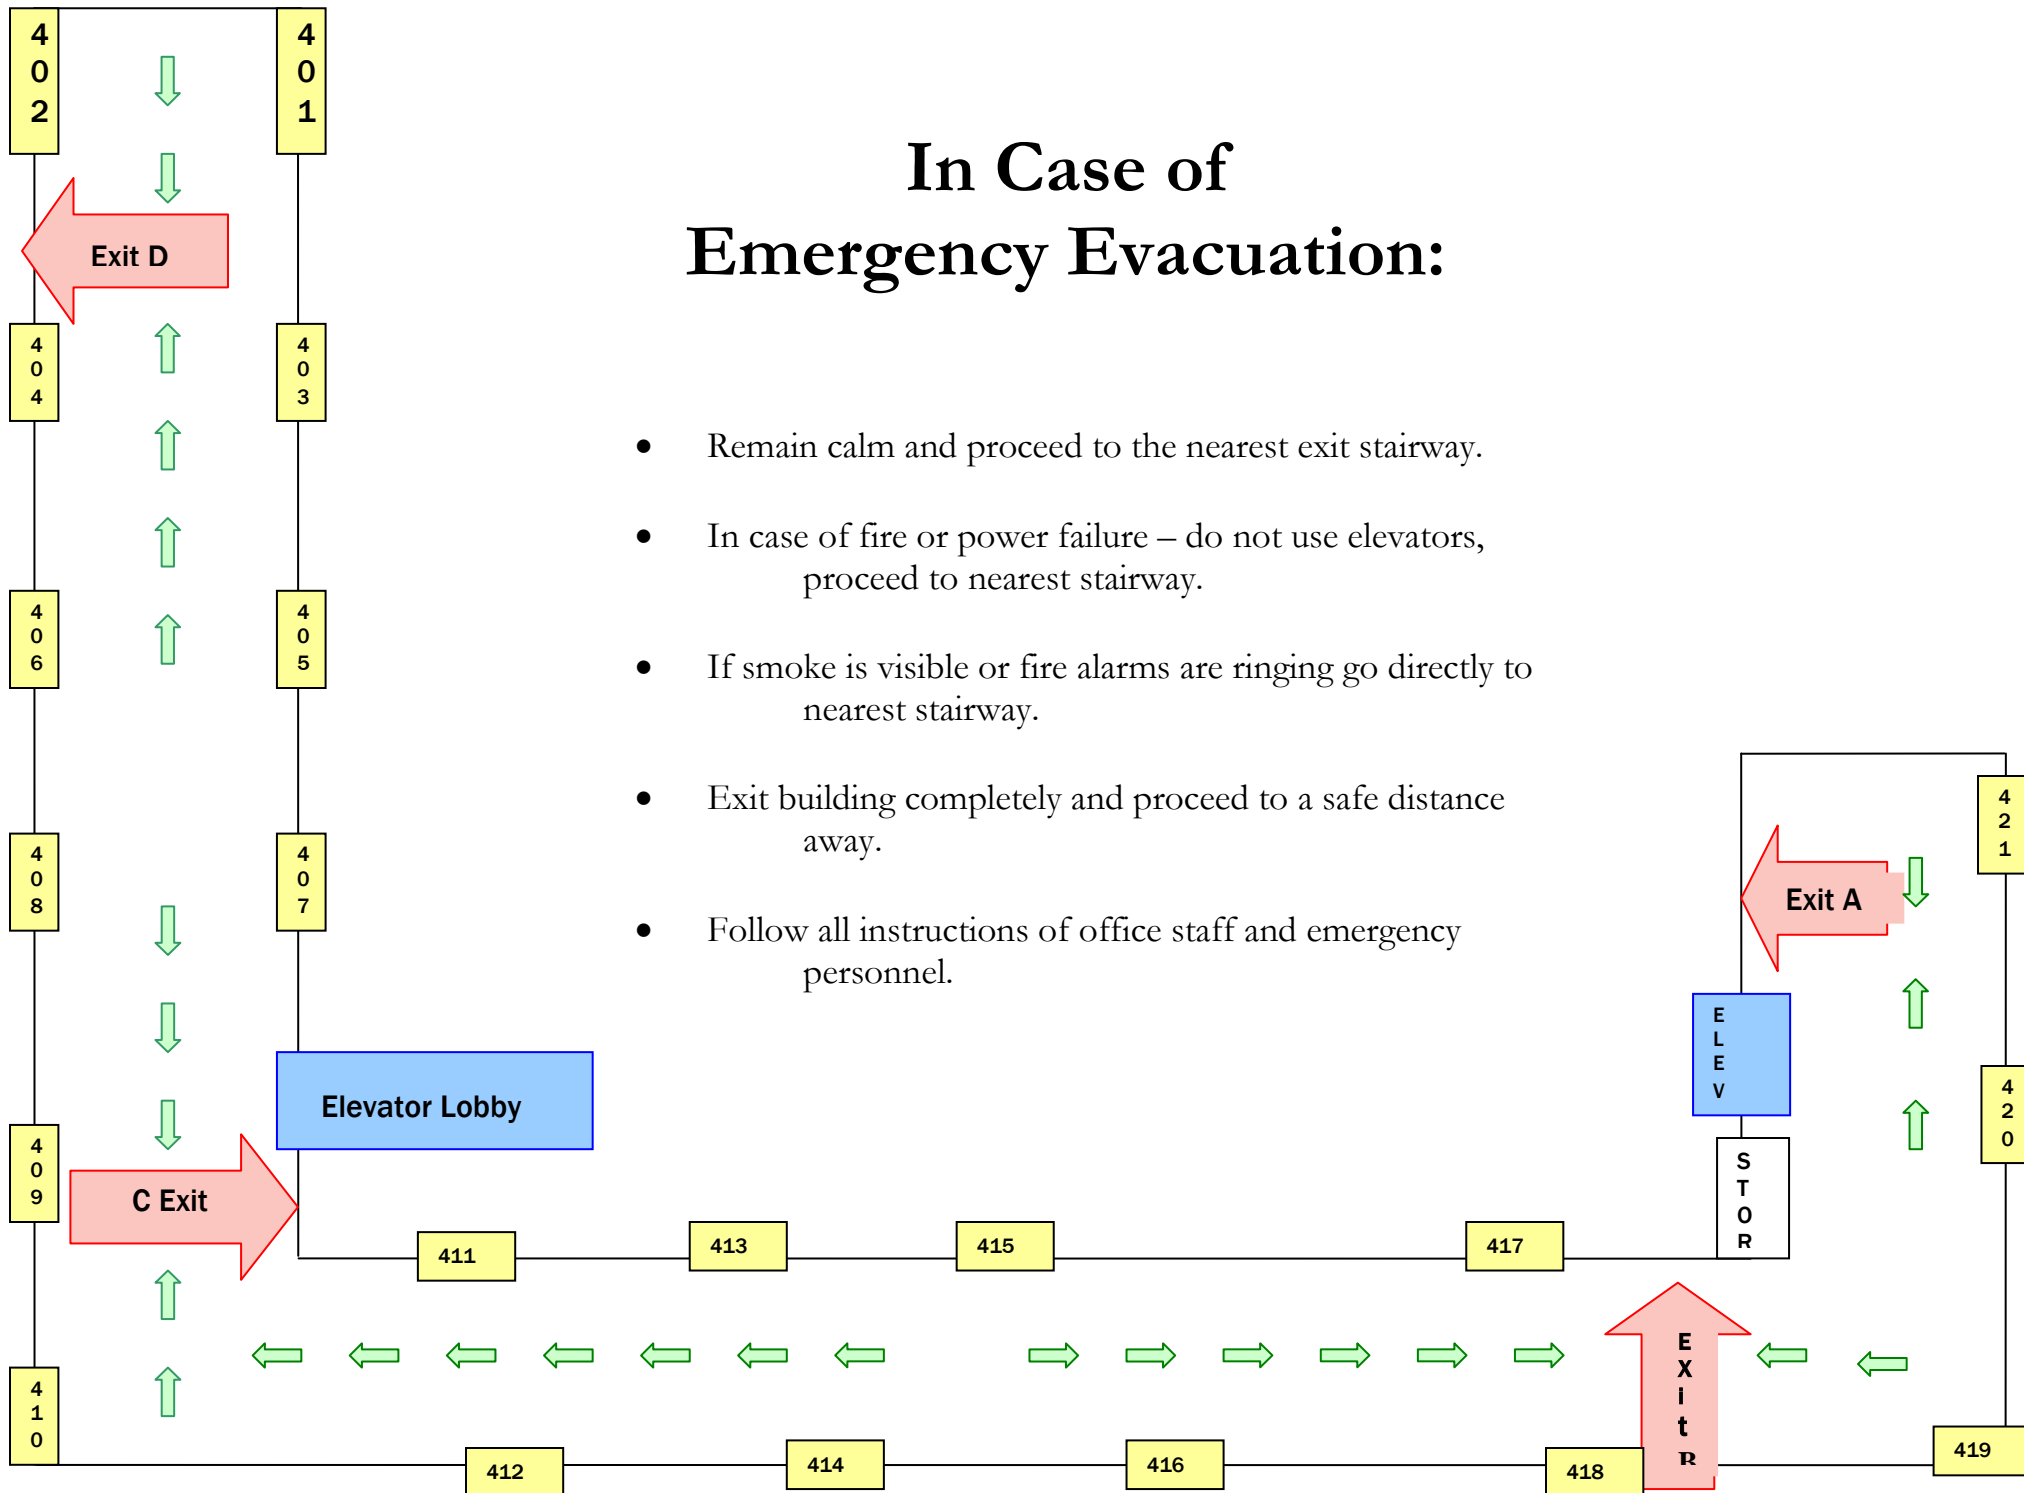 402
401
In Case of
Emergency Evacuation:
Exit D
404
403
• Remain calm and proceed to the nearest exit stairway.
• In case of fire or power failure – do not use elevators,
proceed to nearest stairway.
406
405
• If smoke is visible or fire alarms are ringing go directly to
nearest stairway.
• Exit building completely and proceed to a safe distance
away.
421
408
407
Exit A
• Follow all instructions of office staff and emergency
personnel.
ELEV
Elevator Lobby
420
409
C Exit
STOR
411
413
415
417
EXit B
410
412
414
416
418
419